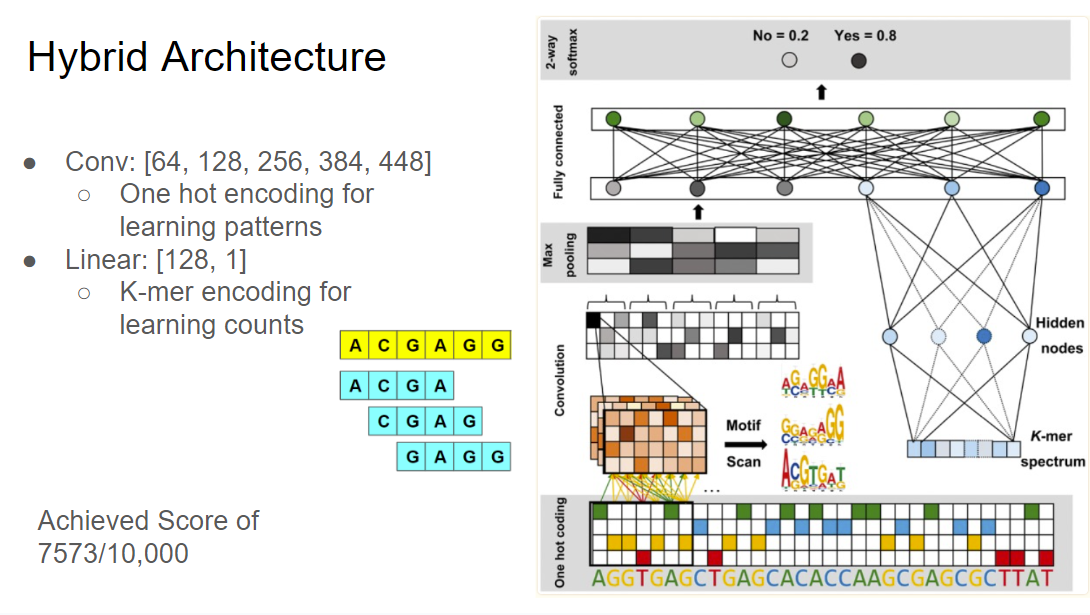 Hybrid Architecture
● Conv: [64, 128, 256, 384, 448]
○ One hot encoding for
learning patterns
● Linear: [128, 1]
○ K-mer encoding for
learning counts
A C G A G G
A C G A
C G A G
G A G G
Achieved Score of
7573/10,000
2-way
softmax
No = 0.2 Yes = 0.8
Fully connected
Max
pooling
Convolution
Hidden
nodes
Motif
Scan
...
K-mer
spectrum
One hot coding
AGGTGAGCTGAGCACACCAAGCGAGCGCTTAT